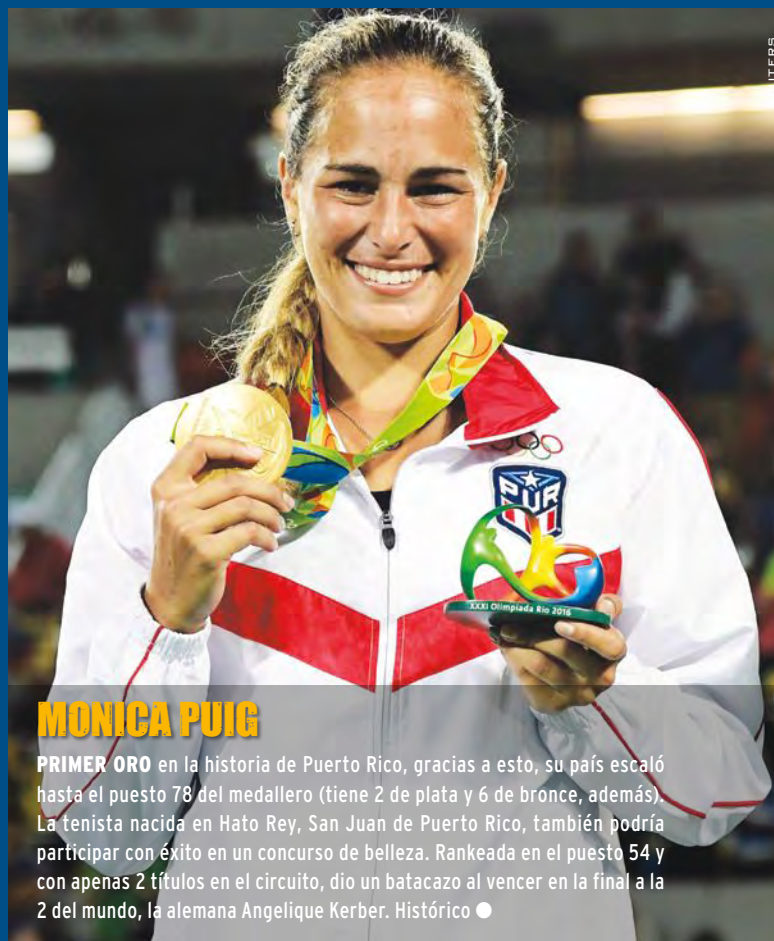 PUR
XXXI Olimpiada Rio 2016
MONICA PUIG
PRIMER ORO en la historia de Puerto Rico, gracias a esto, su país escaló
hasta el puesto 78 del medallero (tiene 2 de plata y 6 de bronce, además).
La tenista nacida en Hato Rey, San Juan de Puerto Rico, también podría
participar con éxito en un concurso de belleza. Rankeada en el puesto 54 y
con apenas 2 títulos en el circuito, dio un batacazo al vencer en la final a la
2 del mundo, la alemana Angelique Kerber. Histórico ●